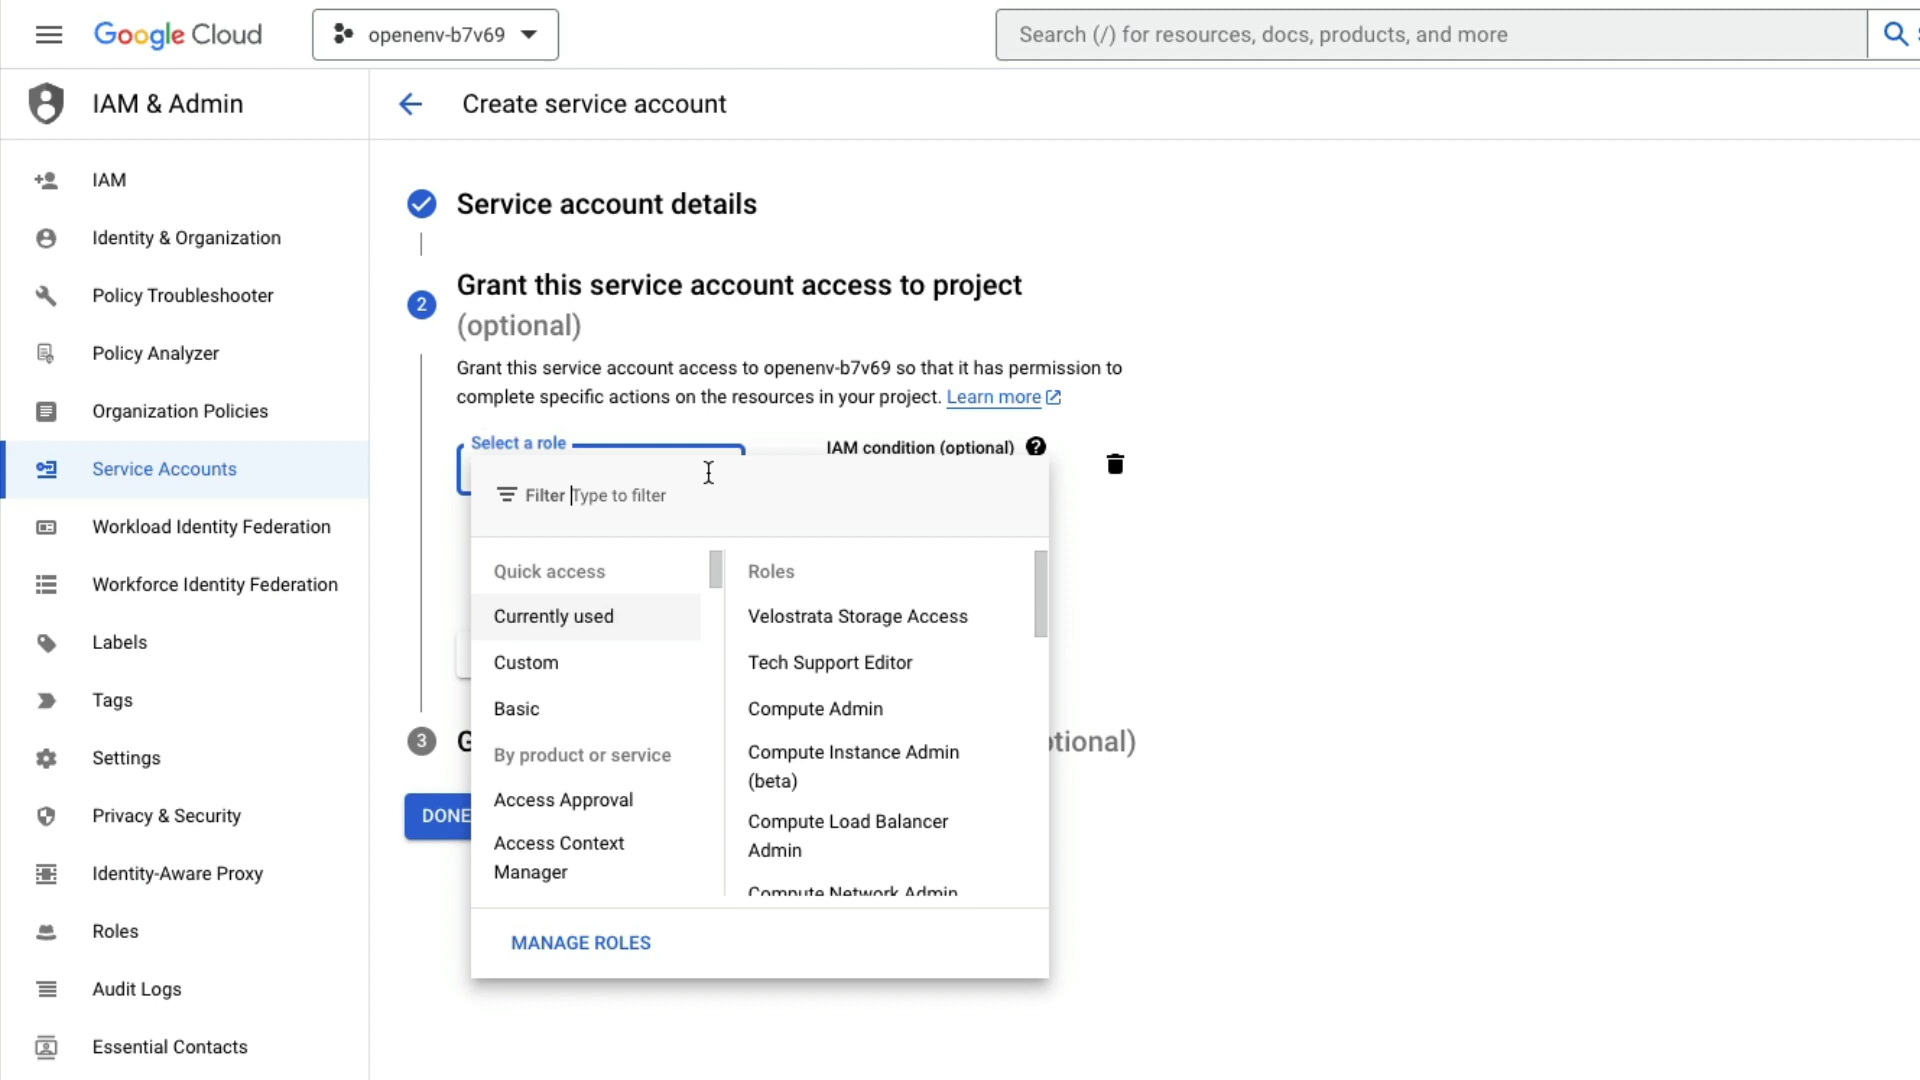 Google Cloud
openenv-b7v69
Search (/) for resources, docs, products, and more
IAM & Admin
Create service account
IAM
Identity & Organization
Policy Troubleshooter
Policy Analyzer
Organization Policies
Service Accounts
Workload Identity Federation
Workforce Identity Federation
Labels
Tags
Settings
Privacy & Security
Identity-Aware Proxy
Roles
Audit Logs
Essential Contacts
Service account details
2
Grant this service account access to project
(optional)
Grant this service account access to openenv-b7v69 so that it has permission to
complete specific actions on the resources in your project. Learn more
Select a role
IAM condition (optional)
Filter Type to filter
Quick access
Currently used
Custom
Basic
By product or service
Access Approval
Access Context
Manager
Roles
Velostrata Storage Access
Tech Support Editor
Compute Admin
Compute Instance Admin
(beta)
Compute Load Balancer
Admin
Compute Network Admin
MANAGE ROLES
3
G
tional)
DONE